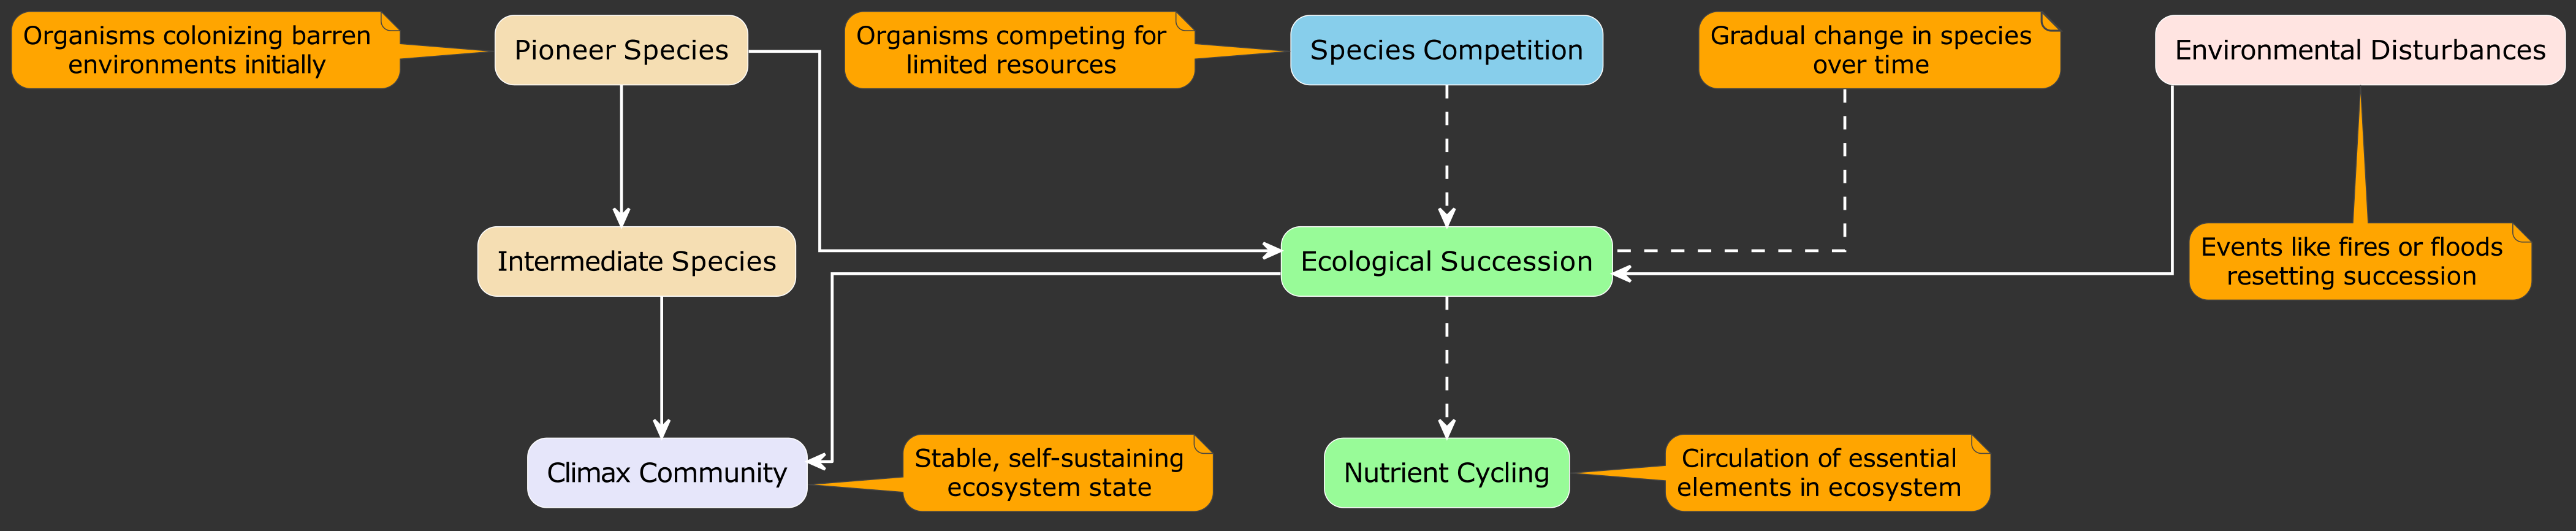 Organisms colonizing barren
environments initially
Pioneer Species
Organisms competing for
limited resources
Species Competition
Gradual change in species
over time
Environmental Disturbances
Intermediate Species
Ecological Succession
Events like fires or floods
resetting succession
Climax Community
Stable, self-sustaining
ecosystem state
Nutrient Cycling
Circulation of essential
elements in ecosystem